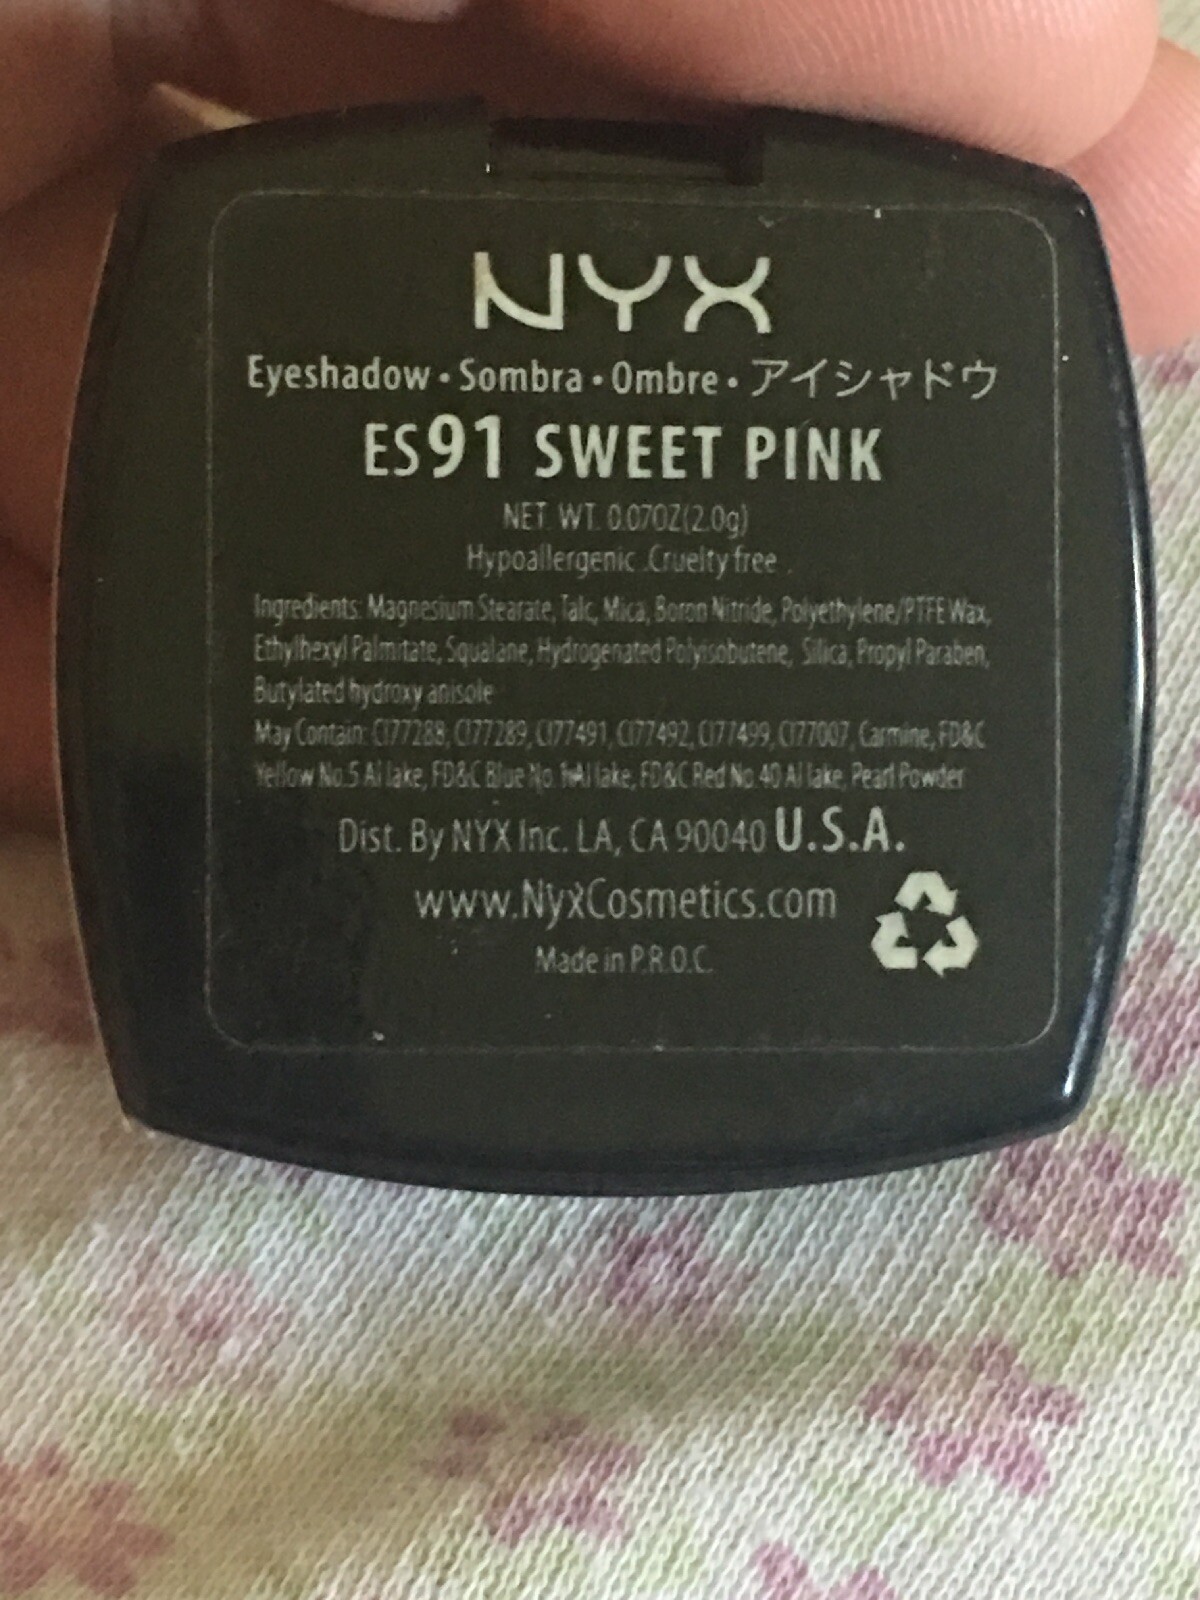 NYX
Eyeshadow • Sombra • Ombre • アイシャドウ
ES91 SWEET PINK
NET. WT. 0.07OZ(2.0g)
Hypoallergenic .Cruelty free .
Ingredients: Magnesium Stearate, Talc, Mica, Boron Nitride, Polyethylene/PTFE Wax,
Ethylhexyl Palmitate, Squalane, Hydrogenated Polyisobutene, Silica, Propyl Paraben,
Butylated hydroxy anisole
May Contain: CI77288, CI77289, CI77491, CI77492, CI77499, CI77007, Carmine, FD&C
Yellow No.5 Al lake, FD&C Blue No. 1 Al lake, FD&C Red No. 40 Al lake, Pearl Powder
Dist. By NYX Inc. LA, CA 90040 U.S.A.
www.NyxCosmetics.com
Made in P.R.O.C.